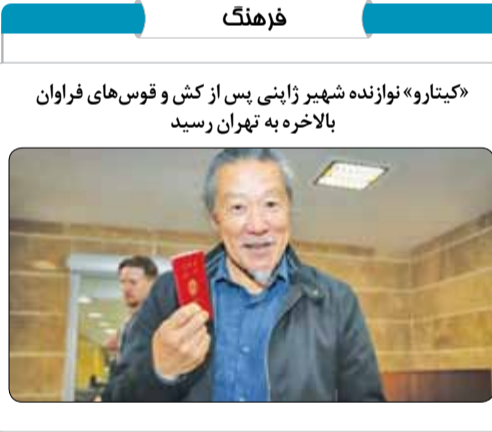 فرهنگ
«کیتارو» نوازنده شهیر ژاپنی پس از کش و قوس‌های فراوان
بالاخره به تهران رسید